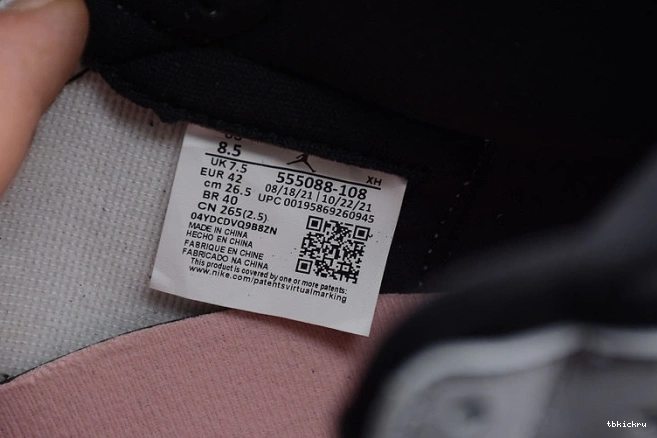 8.5
UK 7.5
EUR 42
cm 26.5
BR 40
CN 265(2.5)
XH
555088-108
08/18/21 | 10/22/21
UPC 00195869260945
04YDCDVQ9B8ZN
MADE IN CHINA
HECHO EN CHINA
FABRIQUE EN CHINE
FABRICADO NA CHINA
This product is covered by one or more patents:
www.nike.com/patentsvirtualmarking
tbkickru